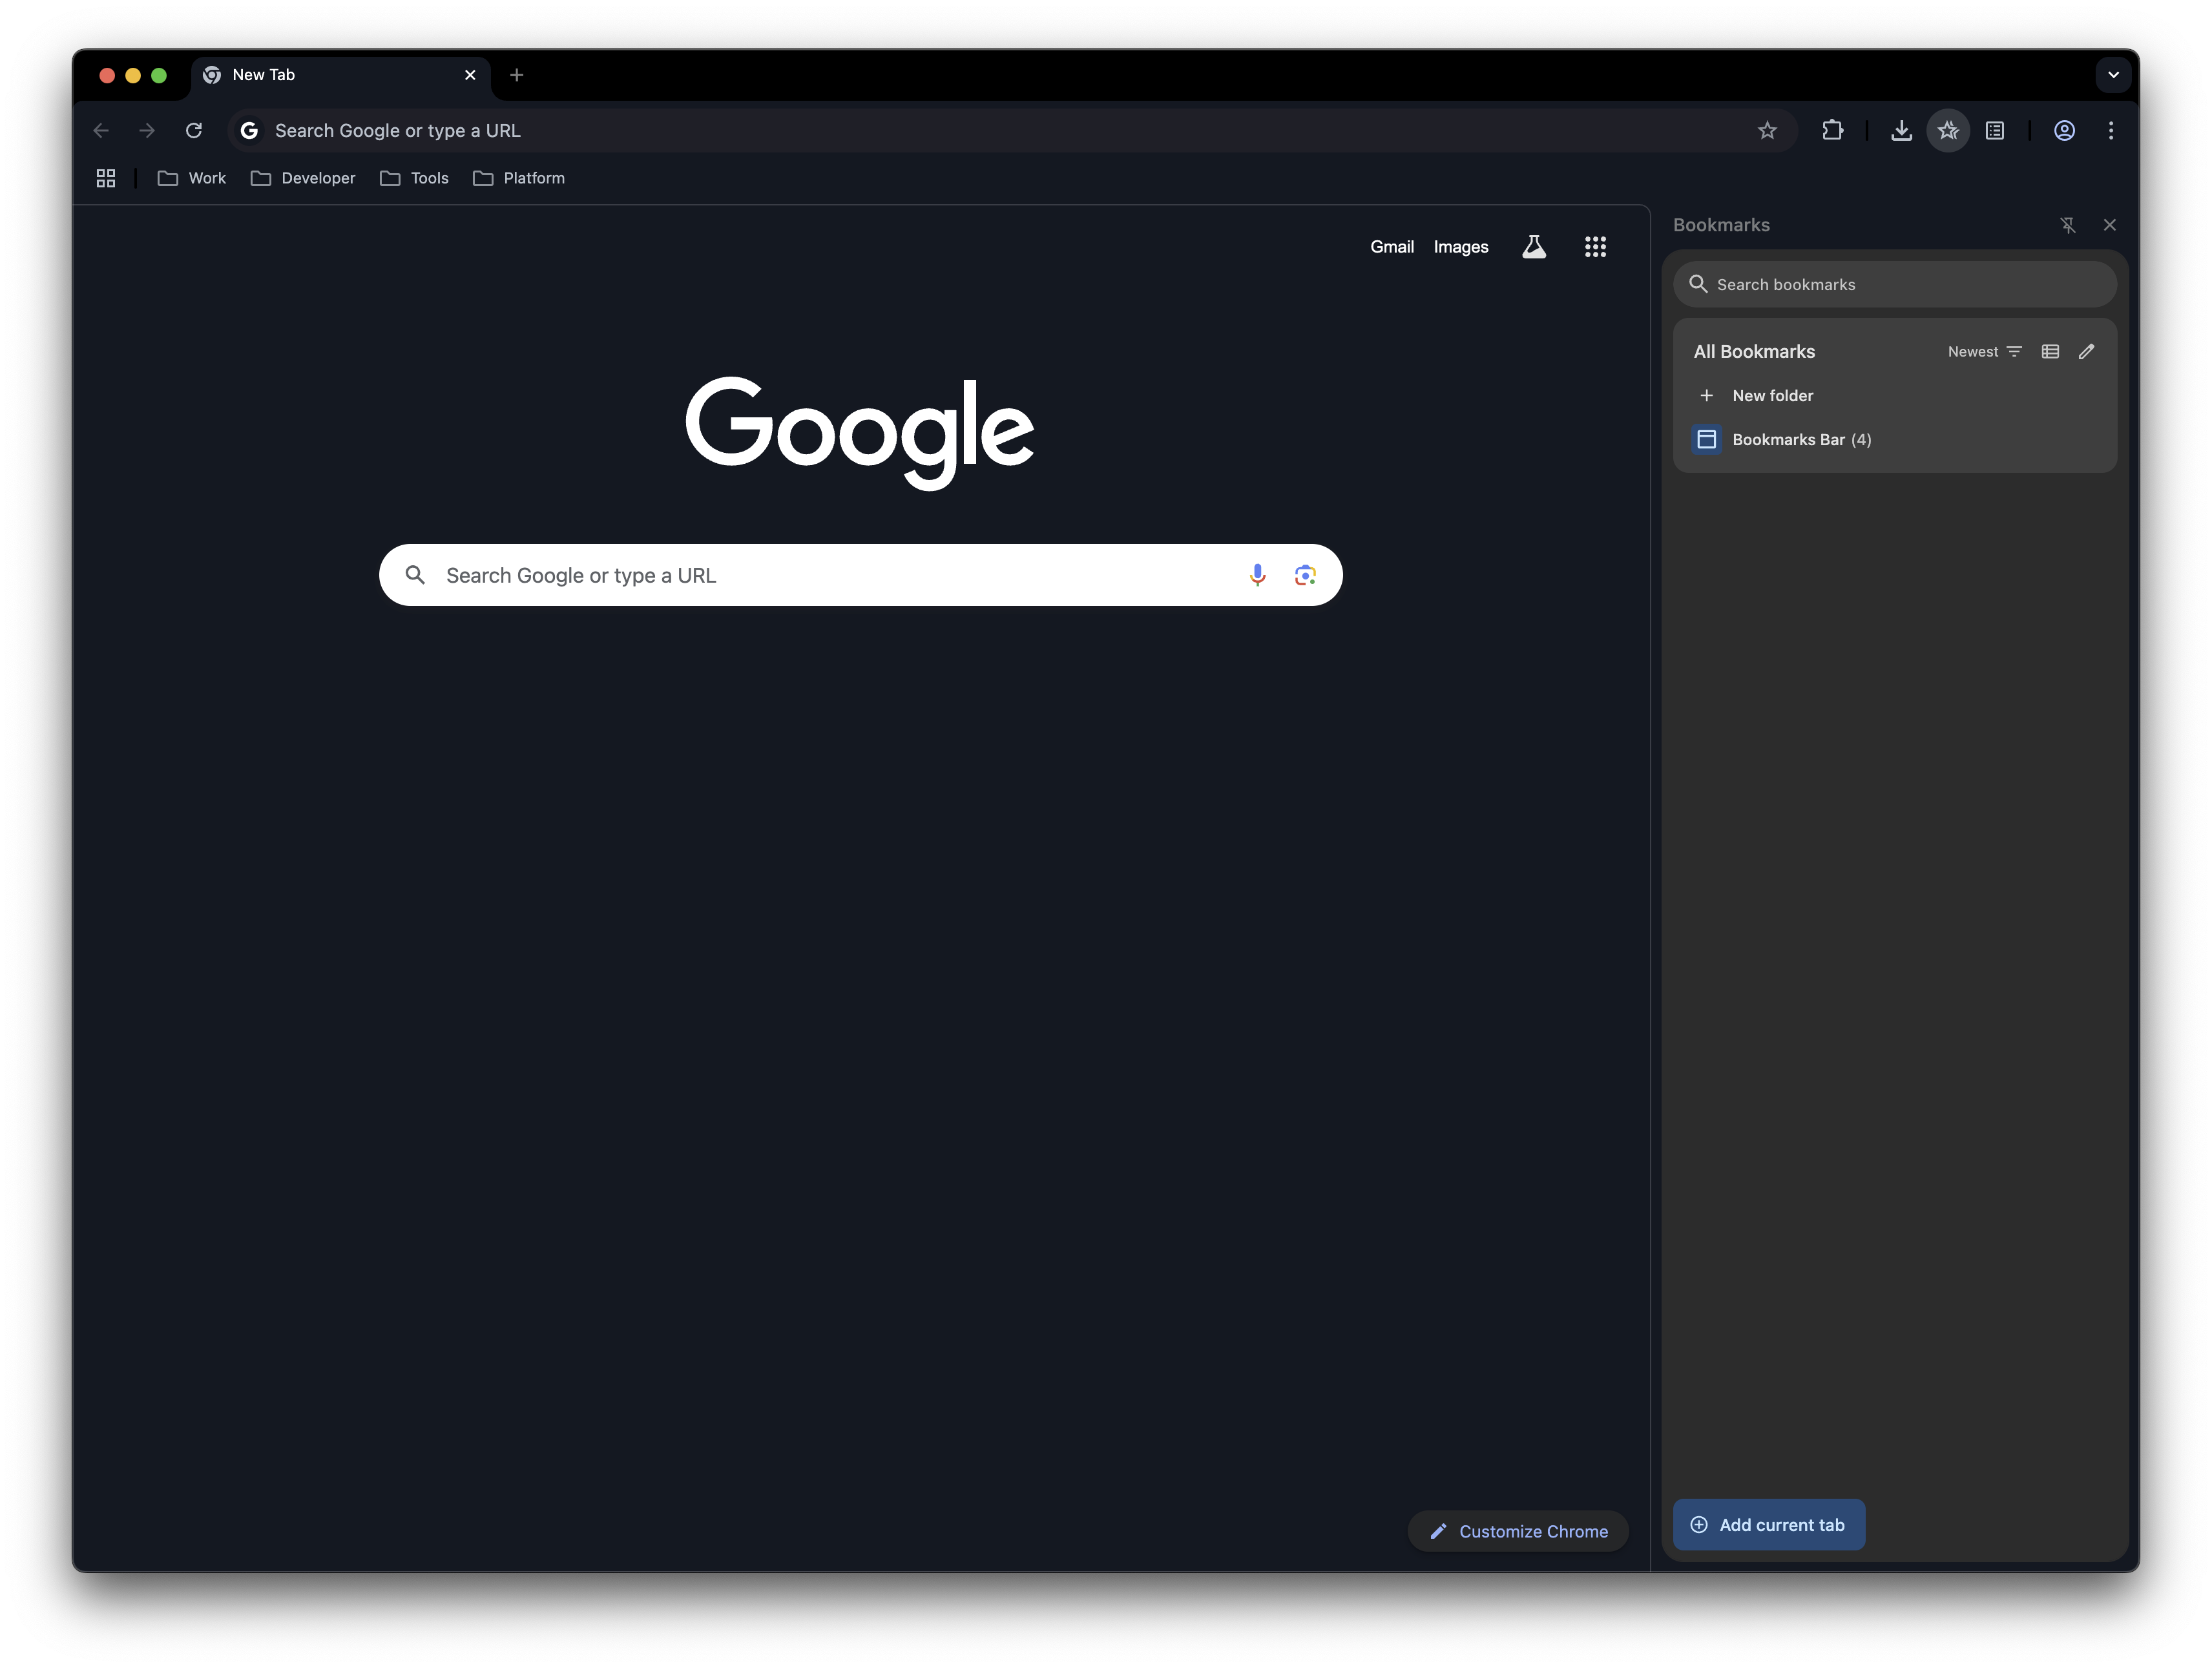 New Tab
Search Google or type a URL
Work Developer Tools Platform
Gmail Images
Google
Search Google or type a URL
Customize Chrome
Bookmarks
Search bookmarks
All Bookmarks Newest
New folder
Bookmarks Bar (4)
Add current tab